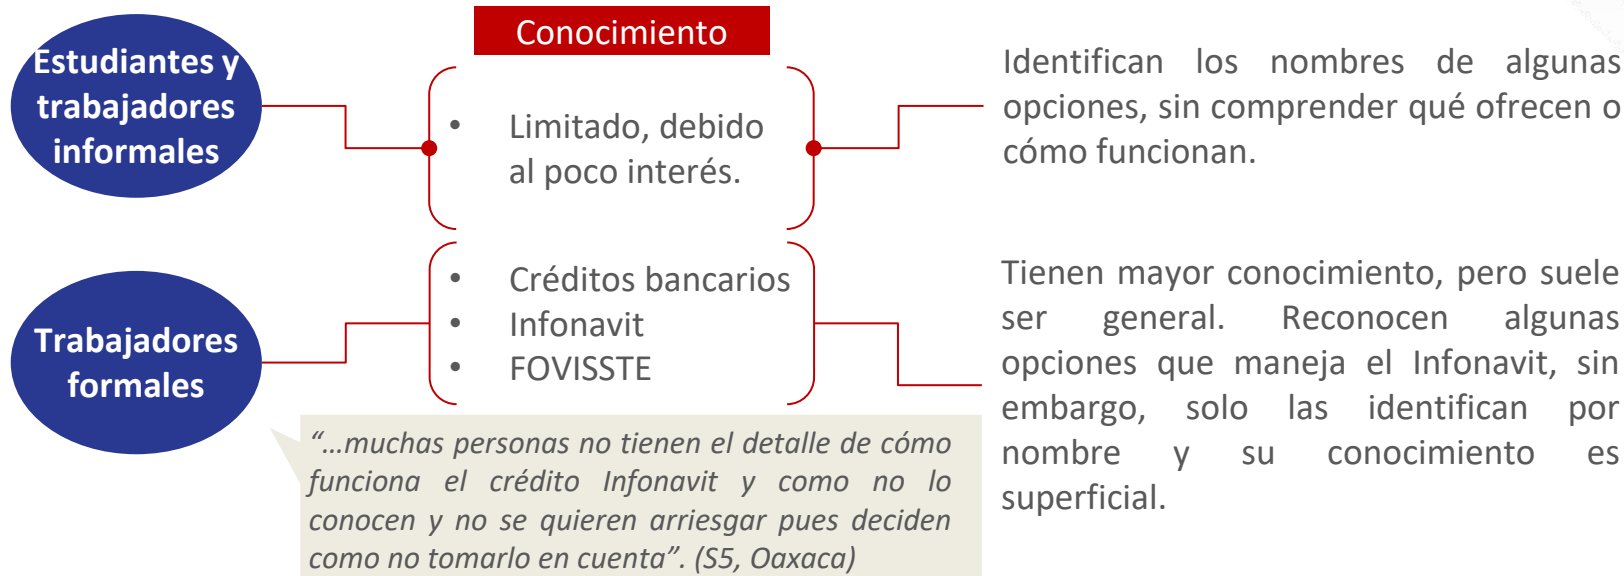 Conocimiento
Estudiantes y
trabajadores
informales
• Limitado, debido
al poco interés.
Identifican los nombres de algunas
opciones, sin comprender qué ofrecen o
cómo funcionan.
Trabajadores
formales
• Créditos bancarios
• Infonavit
• FOVISSTE
Tienen mayor conocimiento, pero suele
ser general. Reconocen algunas
opciones que maneja el Infonavit, sin
embargo, solo las identifican por
nombre y su conocimiento es
superficial.
“…muchas personas no tienen el detalle de cómo
funciona el crédito Infonavit y como no lo
conocen y no se quieren arriesgar pues deciden
como no tomarlo en cuenta”. (S5, Oaxaca)